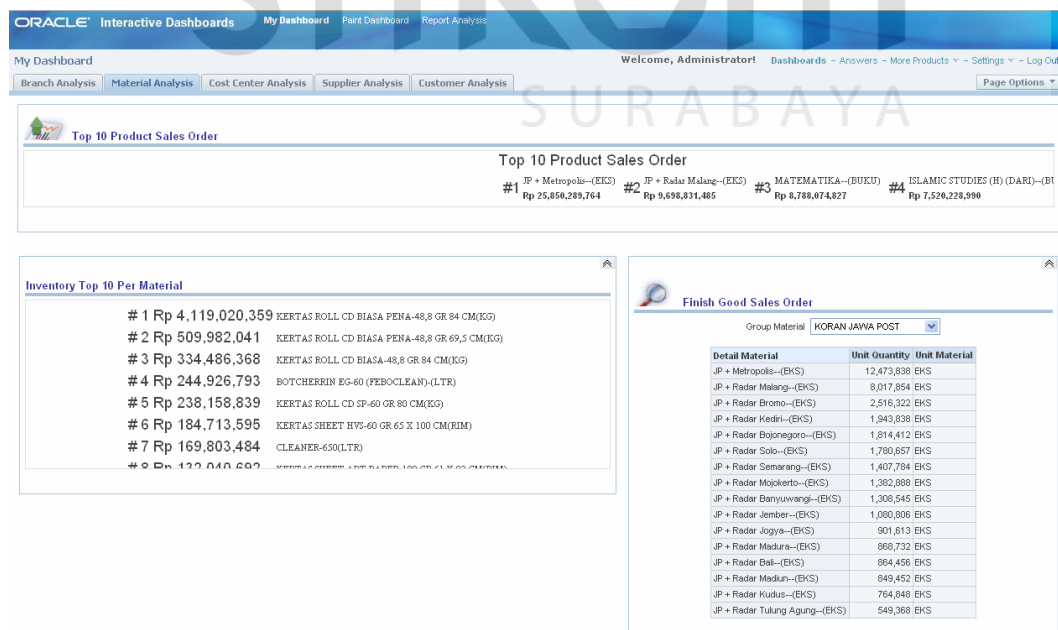 ORACLE Interactive Dashboards My Dashboard Paint Dashboard Report Analysis
My Dashboard Welcome, Administrator! Dashboards - Answers - More Products - Settings - Log Out
Branch Analysis Material Analysis Cost Center Analysis Supplier Analysis Customer Analysis Page Options
SURABAYA
Top 10 Product Sales Order
Top 10 Product Sales Order
#1 JP + Metropolis--(EKS) #2 JP + Radar Malang--(EKS) #3 MATEMATIKA--(BUKU) #4 ISLAMIC STUDIES (H) (DARI)--(BU
Rp 25,850,289,764 Rp 9,698,831,485 Rp 8,788,074,827 Rp 7,520,228,990
Inventory Top 10 Per Material
# 1 Rp 4,119,020,359 KERTAS ROLL CD BIASA PENA-48,8 GR 84 CM(KG)
# 2 Rp 509,982,041 KERTAS ROLL CD BIASA PENA-48,8 GR 69,5 CM(KG)
# 3 Rp 334,486,368 KERTAS ROLL CD BIASA-48,8 GR 84 CM(KG)
# 4 Rp 244,926,793 BOTCHERRIN EG-60 (FEBOCLEAN)-(LTR)
# 5 Rp 238,158,839 KERTAS ROLL CD SP-60 GR 80 CM(KG)
# 6 Rp 184,713,595 KERTAS SHEET HVS-60 GR 65 X 100 CM(RIM)
# 7 Rp 169,803,484 CLEANER-650(LTR)
# 8 Rp 132,040,692 KERTAS SHEET ART PAPER-100 GR
Finish Good Sales Order
Group Material KORAN JAWA POST
Detail Material Unit Quantity Unit Material
JP + Metropolis--(EKS) 12,473,838 EKS
JP + Radar Malang--(EKS) 8,017,854 EKS
JP + Radar Bromo--(EKS) 2,516,322 EKS
JP + Radar Kediri--(EKS) 1,943,838 EKS
JP + Radar Bojonegoro--(EKS) 1,814,412 EKS
JP + Radar Solo--(EKS) 1,780,657 EKS
JP + Radar Semarang--(EKS) 1,407,784 EKS
JP + Radar Mojokerto--(EKS) 1,382,888 EKS
JP + Radar Banyuwangi--(EKS) 1,308,545 EKS
JP + Radar Jember--(EKS) 1,080,806 EKS
JP + Radar Jogya--(EKS) 901,613 EKS
JP + Radar Madura--(EKS) 868,732 EKS
JP + Radar Bali--(EKS) 864,456 EKS
JP + Radar Madiun--(EKS) 849,452 EKS
JP + Radar Kudus--(EKS) 764,848 EKS
JP + Radar Tulung Agung--(EKS) 549,368 EKS